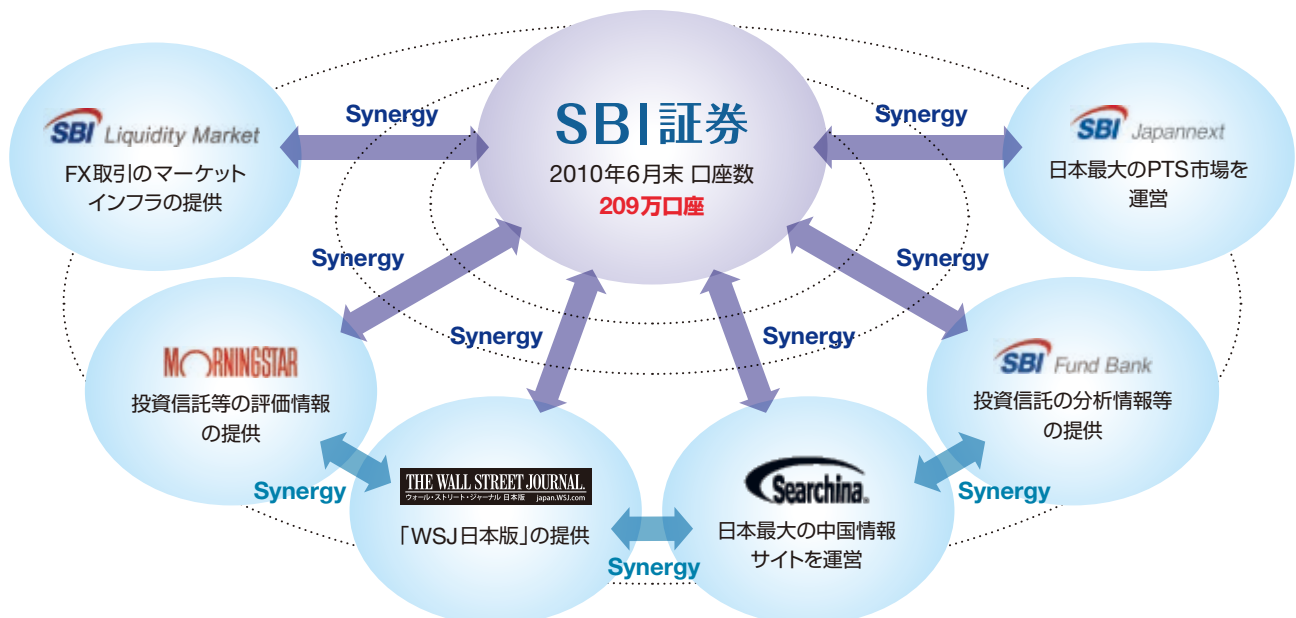 SBI証券
2010年6月末 口座数
209万口座
SBI Liquidity Market
FX取引のマーケット
インフラの提供
Synergy
Synergy
SBI Japannext
日本最大のPTS市場を
運営
Synergy
Synergy
Synergy
Synergy
MORNINGSTAR
投資信託等の評価情報
の提供
SBI Fund Bank
投資信託の分析情報等
の提供
Synergy
THE WALL STREET JOURNAL.
ウォール・ストリート・ジャーナル 日本版 japan.WSJ.com
「WSJ日本版」の提供
Synergy
Searchina.
日本最大の中国情報
サイトを運営
Synergy